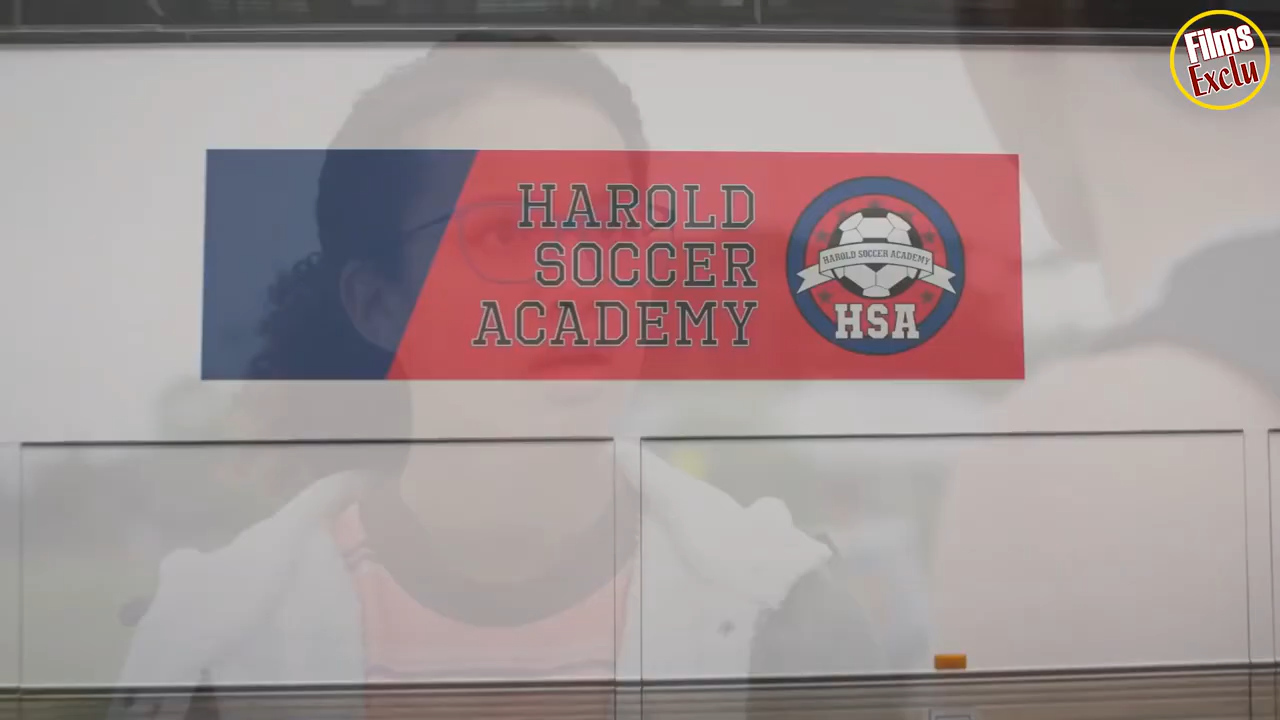 Films
Exclu
HAROLD
SOCCER
ACADEMY
HAROLD SOCCER ACADEMY
HSA